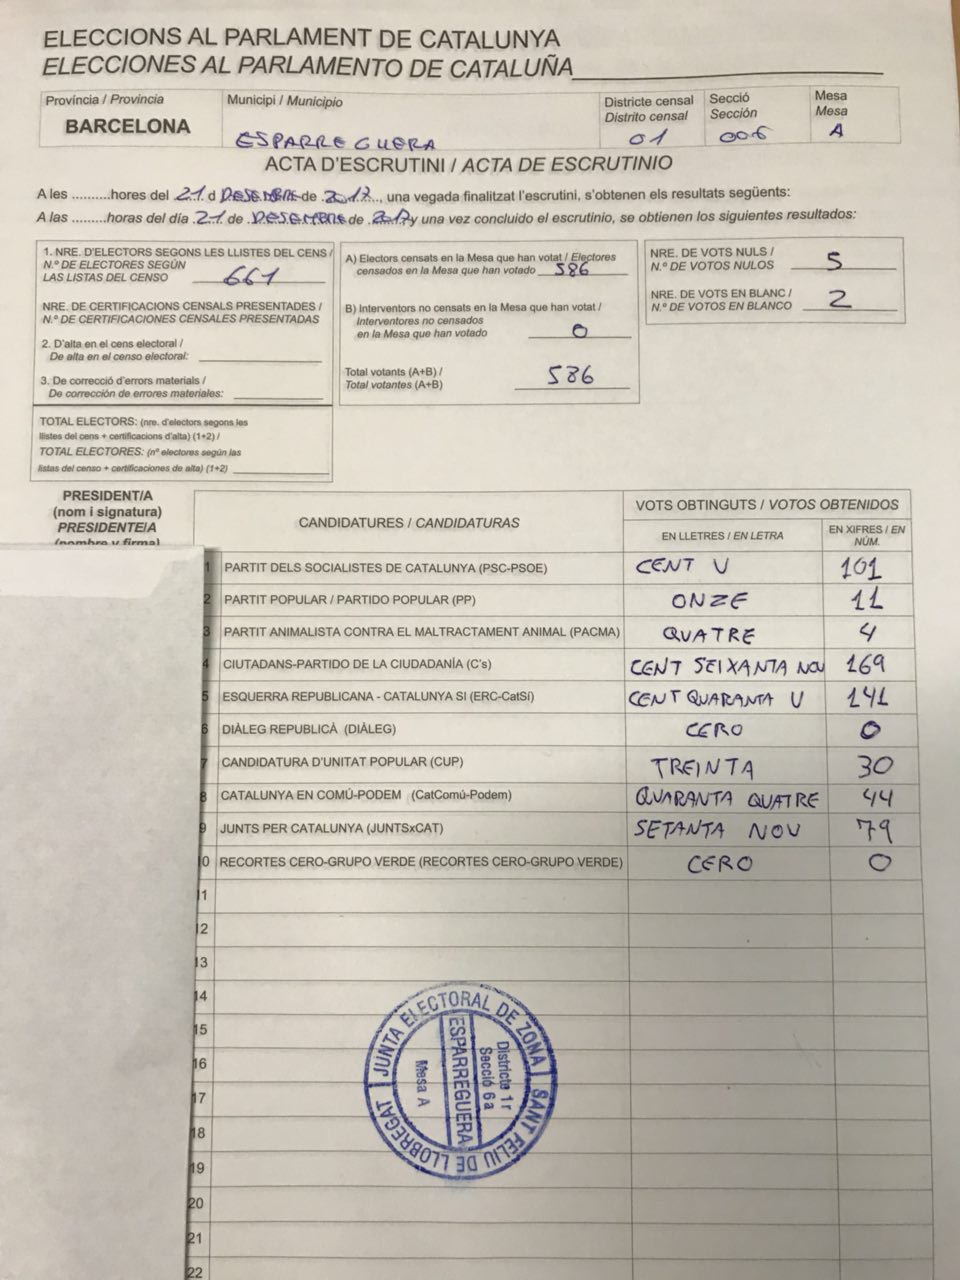 ELECCIONS AL PARLAMENT DE CATALUNYA
ELECCIONES AL PARLAMENTO DE CATALUÑA
Província / Provincia
BARCELONA
Municipi / Municipio
ESPARREGUERA
Districte censal
Distrito censal
01
Secció
Sección
006
Mesa
Mesa
A
ACTA D'ESCRUTINI / ACTA DE ESCRUTINIO
A les .........hores del 21 d DESEMBRE de 2017, una vegada finalitzat l'escrutini, s'obtenen els resultats següents:
A las .........horas del día 21 de DESEMBRE de 2017 y una vez concluido el escrutinio, se obtienen los siguientes resultados:
1. NRE. D'ELECTORS SEGONS LES LLISTES DEL CENS /
N.º DE ELECTORES SEGÚN
LAS LISTAS DEL CENSO 661
NRE. DE CERTIFICACIONS CENSALS PRESENTADES /
N.º DE CERTIFICACIONES CENSALES PRESENTADAS
2. D'alta en el cens electoral /
De alta en el censo electoral:
3. De correcció d'errors materials /
De corrección de errores materiales:
TOTAL ELECTORS: (nre. d'electors segons les
llistes del cens + certificacions d'alta) (1+2) /
TOTAL ELECTORES: (nº electores según las
listas del censo + certificaciones de alta) (1+2)
A) Electors censats en la Mesa que han votat / Electores
censados en la Mesa que han votado 586
B) Interventors no censats en la Mesa que han votat /
Interventores no censados
en la Mesa que han votado 0
Total votants (A+B) /
Total votantes (A+B) 586
NRE. DE VOTS NULS /
N.º DE VOTOS NULOS 5
NRE. DE VOTS EN BLANC /
N.º DE VOTOS EN BLANCO 2
PRESIDENT/A
(nom i signatura)
PRESIDENTE/A
(nombre y firma)
CANDIDATURES / CANDIDATURAS
VOTS OBTINGUTS / VOTOS OBTENIDOS
EN LLETRES / EN LETRA
EN XIFRES / EN
NÚM.
1 PARTIT DELS SOCIALISTES DE CATALUNYA (PSC-PSOE) CENT U 101
2 PARTIT POPULAR / PARTIDO POPULAR (PP) ONZE 11
3 PARTIT ANIMALISTA CONTRA EL MALTRACTAMENT ANIMAL (PACMA) QUATRE 4
4 CIUTADANS-PARTIDO DE LA CIUDADANÍA (C's) CENT SEIXANTA NOU 169
5 ESQUERRA REPUBLICANA - CATALUNYA SI (ERC-CatSí) CENT QUARANTA U 141
6 DIÀLEG REPUBLICÀ (DIÀLEG) CERO 0
7 CANDIDATURA D'UNITAT POPULAR (CUP) TREINTA 30
8 CATALUNYA EN COMÚ-PODEM (CatComú-Podem) QUARANTA QUATRE 44
9 JUNTS PER CATALUNYA (JUNTSxCAT) SETANTA NOU 79
0 RECORTES CERO-GRUPO VERDE (RECORTES CERO-GRUPO VERDE) CERO 0
11
12
13
14
15
16
17
18
19
20
21
22
JUNTA ELECTORAL DE ZONA
SANT FELIU DE LLOBREGAT
Districte 1r
Secció 6a
ESPARREGUERA
Mesa A